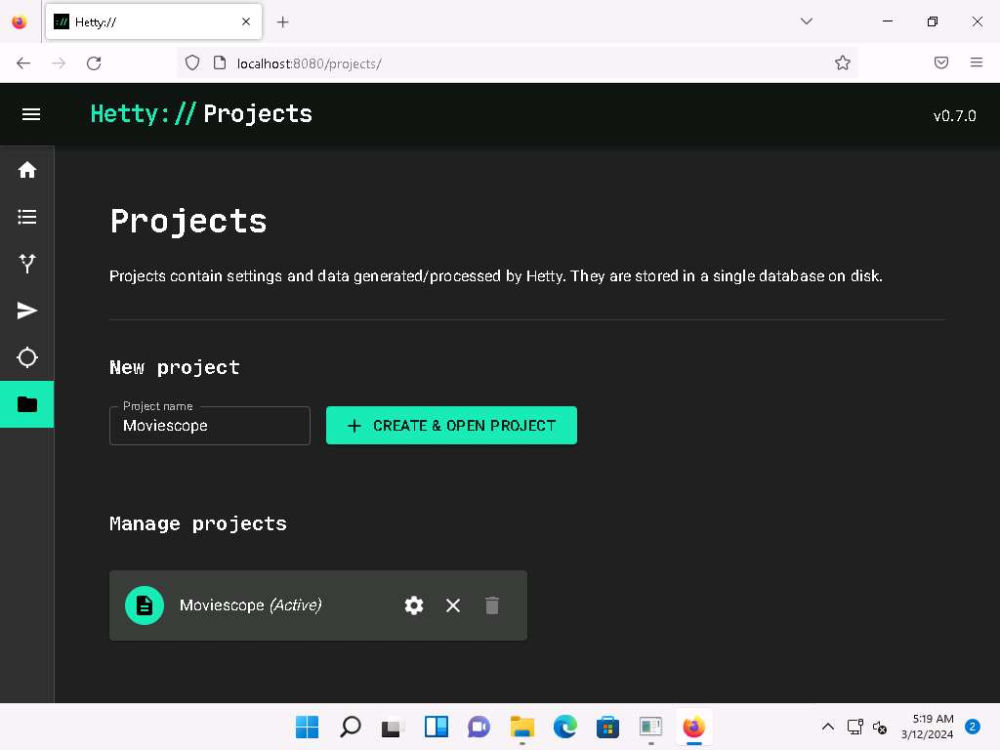 Hetty://
localhost:8080/projects/
Hetty:// Projects
v0.7.0
Projects
Projects contain settings and data generated/processed by Hetty. They are stored in a single database on disk.
New project
Project name
Moviescope
CREATE & OPEN PROJECT
Manage projects
Moviescope (Active)
5:19 AM
3/12/2024
2